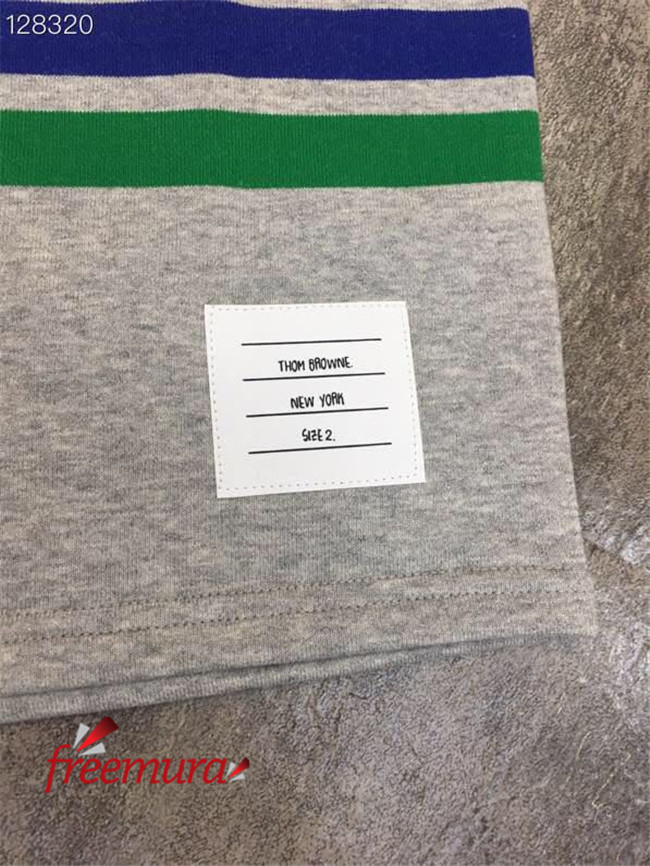 128320
THOM BROWNE.
NEW YORK
SIZE 2.
freemura